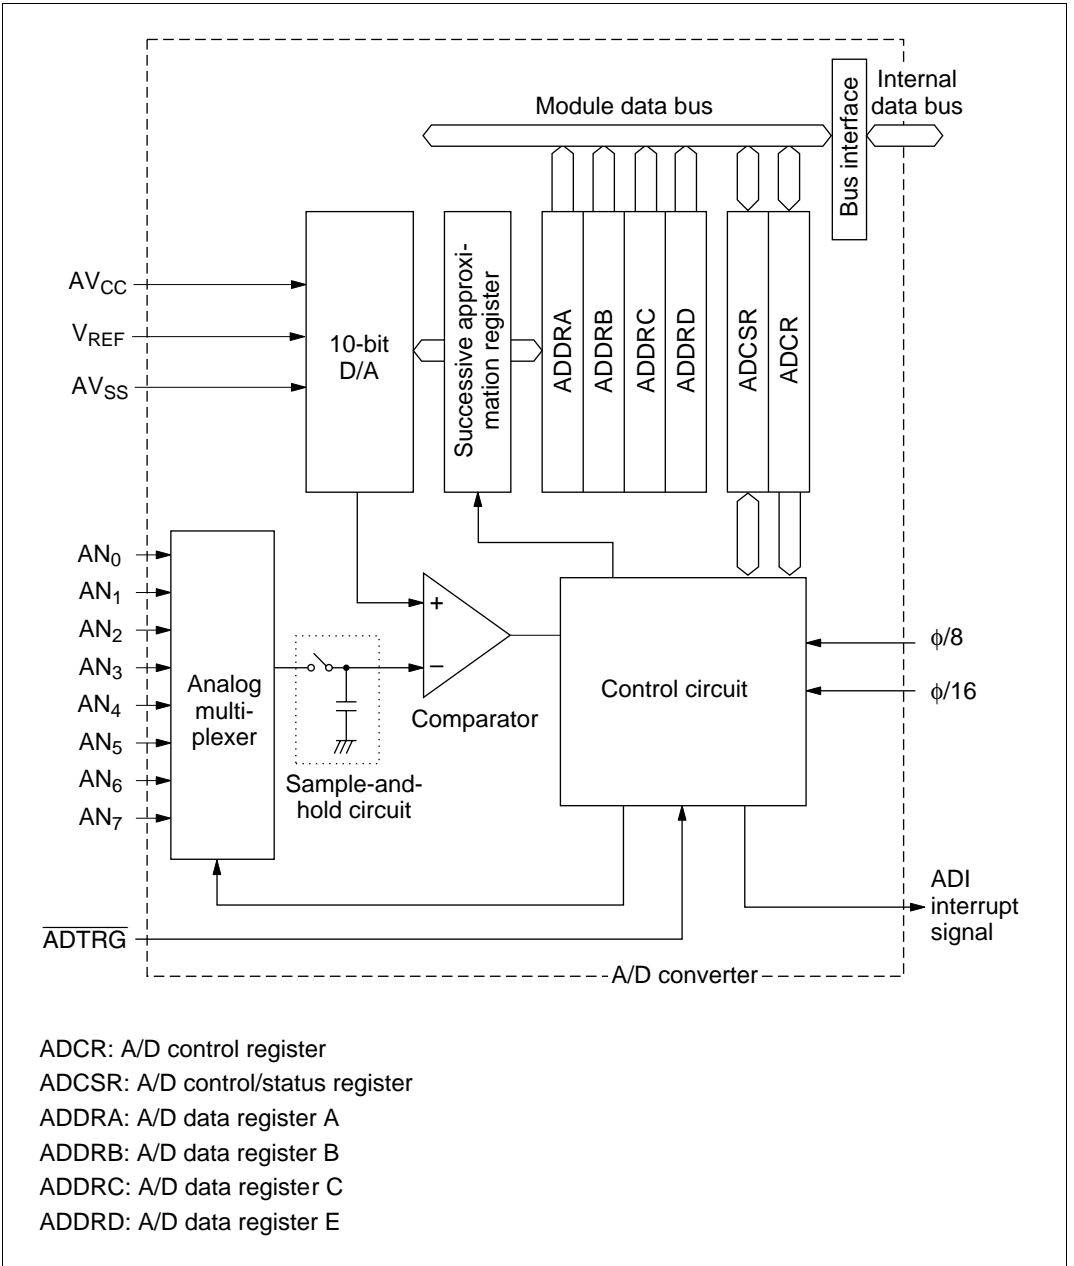 Internal
data bus
Module data bus
Bus interface
AVCC
VREF
AVSS
10-bit
D/A
Successive approxi-
mation register
ADDRA
ADDRB
ADDRC
ADDRD
ADCSR
ADCR
AN0
AN1
AN2
AN3
AN4
AN5
AN6
AN7
Analog
multi-
plexer
+
−
Comparator
Sample-and-
hold circuit
Control circuit
ϕ/8
ϕ/16
ADI
interrupt
signal
ADTRG
A/D converter
ADCR: A/D control register
ADCSR: A/D control/status register
ADDRA: A/D data register A
ADDRB: A/D data register B
ADDRC: A/D data register C
ADDRD: A/D data register E